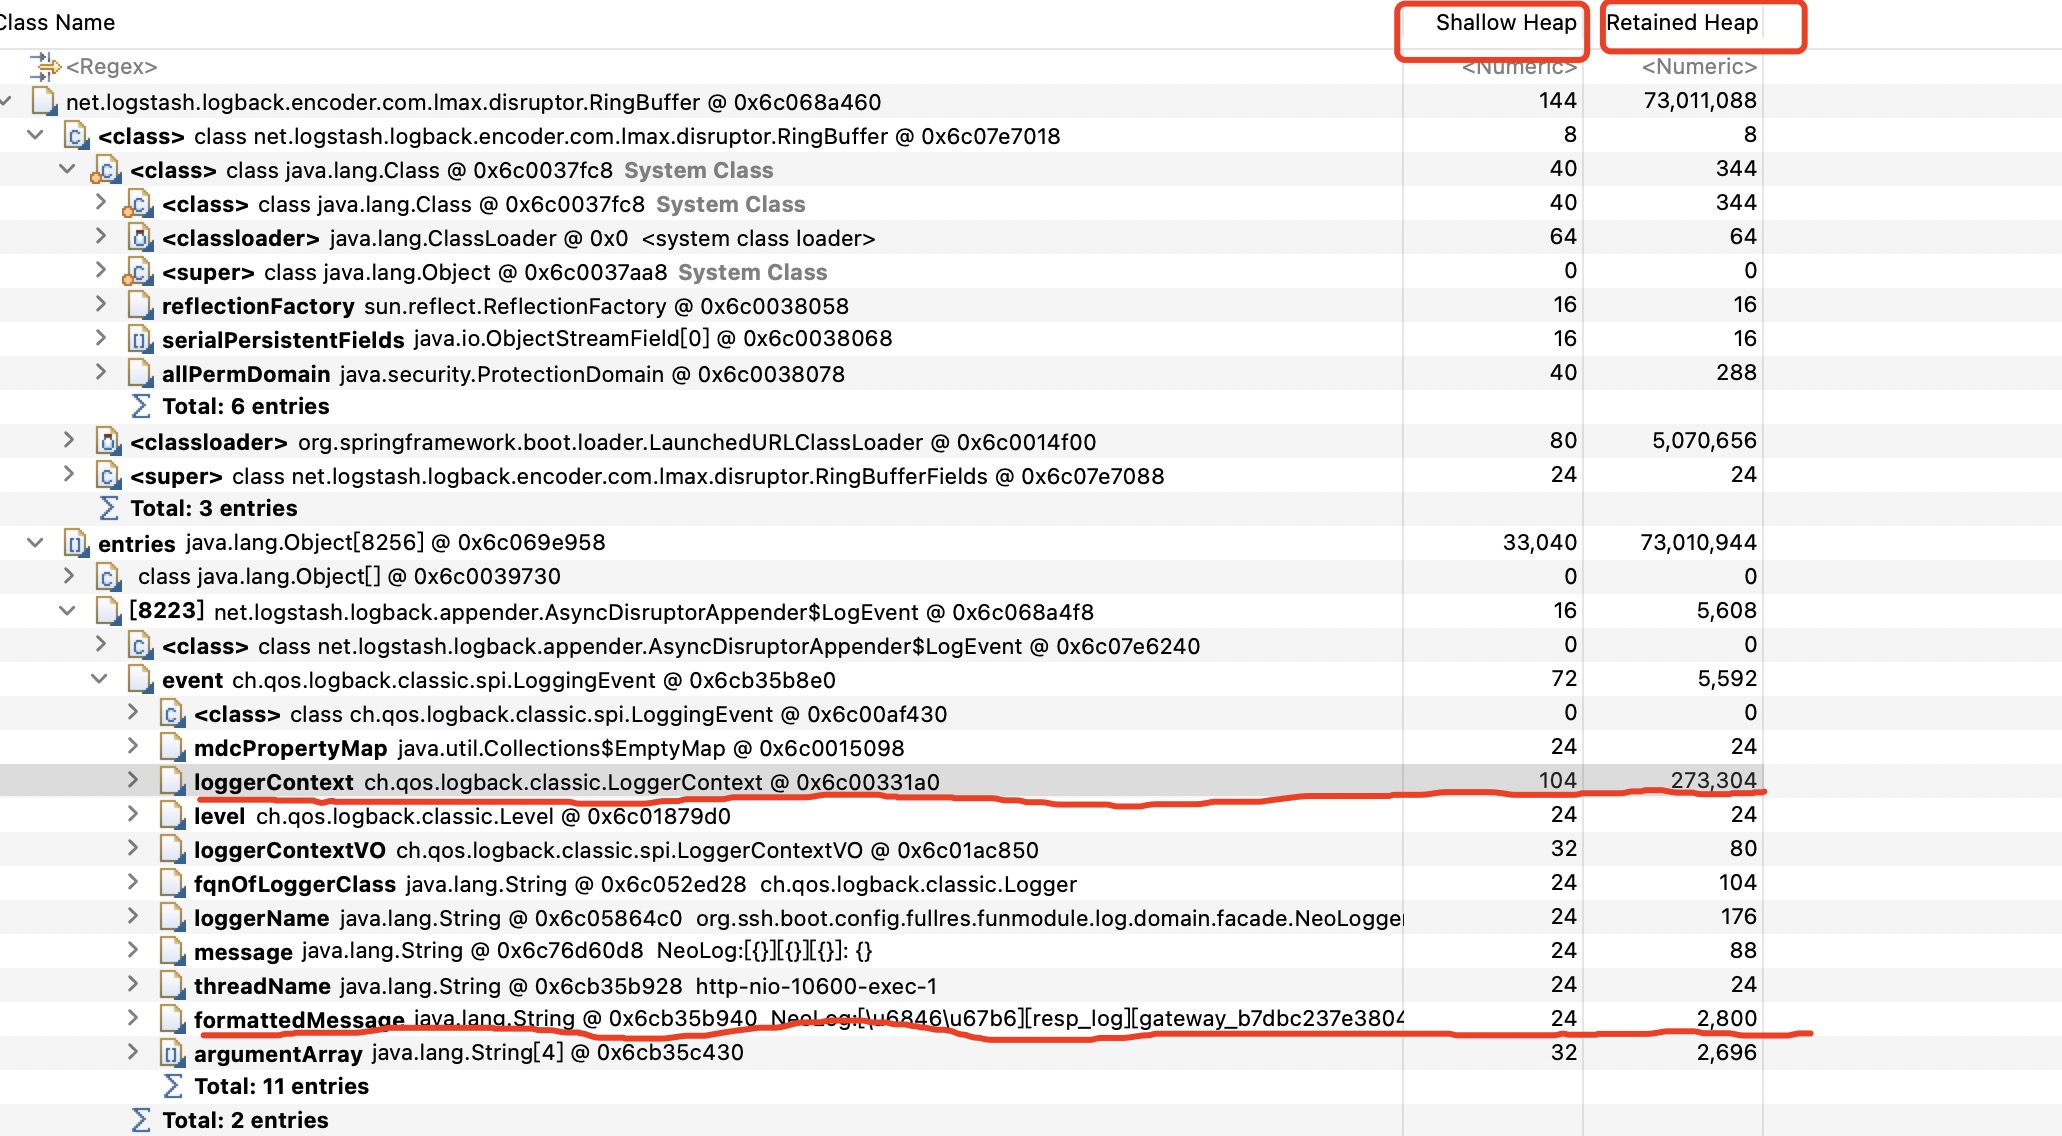 Class Name Shallow Heap Retained Heap
<Regex> <Numeric> <Numeric>
net.logstash.logback.encoder.com.lmax.disruptor.RingBuffer @ 0x6c068a460 144 73,011,088
<class> class net.logstash.logback.encoder.com.lmax.disruptor.RingBuffer @ 0x6c07e7018 8 8
<class> class java.lang.Class @ 0x6c0037fc8 System Class 40 344
<class> class java.lang.Class @ 0x6c0037fc8 System Class 40 344
<classloader> java.lang.ClassLoader @ 0x0 <system class loader> 64 64
<super> class java.lang.Object @ 0x6c0037aa8 System Class 0 0
reflectionFactory sun.reflect.ReflectionFactory @ 0x6c0038058 16 16
serialPersistentFields java.io.ObjectStreamField[0] @ 0x6c0038068 16 16
allPermDomain java.security.ProtectionDomain @ 0x6c0038078 40 288
Total: 6 entries
<classloader> org.springframework.boot.loader.LaunchedURLClassLoader @ 0x6c0014f00 80 5,070,656
<super> class net.logstash.logback.encoder.com.lmax.disruptor.RingBufferFields @ 0x6c07e7088 24 24
Total: 3 entries
entries java.lang.Object[8256] @ 0x6c069e958 33,040 73,010,944
class java.lang.Object[] @ 0x6c0039730 0 0
[8223] net.logstash.logback.appender.AsyncDisruptorAppender$LogEvent @ 0x6c068a4f8 16 5,608
<class> class net.logstash.logback.appender.AsyncDisruptorAppender$LogEvent @ 0x6c07e6240 0 0
event ch.qos.logback.classic.spi.LoggingEvent @ 0x6cb35b8e0 72 5,592
<class> class ch.qos.logback.classic.spi.LoggingEvent @ 0x6c00af430 0 0
mdcPropertyMap java.util.Collections$EmptyMap @ 0x6c0015098 24 24
loggerContext ch.qos.logback.classic.LoggerContext @ 0x6c00331a0 104 273,304
level ch.qos.logback.classic.Level @ 0x6c01879d0 24 24
loggerContextVO ch.qos.logback.classic.spi.LoggerContextVO @ 0x6c01ac850 32 80
fqnOfLoggerClass java.lang.String @ 0x6c052ed28 ch.qos.logback.classic.Logger 24 104
loggerName java.lang.String @ 0x6c05864c0 org.ssh.boot.config.fullres.funmodule.log.domain.facade.NeoLogger 24 176
message java.lang.String @ 0x6c76d60d8 NeoLog:[{}][{}][{}]: {} 24 88
threadName java.lang.String @ 0x6cb35b928 http-nio-10600-exec-1 24 24
formattedMessage java.lang.String @ 0x6cb35b940 NeoLog:[\u6846\u67b6][resp_log][gateway_b7dbc237e3804 24 2,800
argumentArray java.lang.String[4] @ 0x6cb35c430 32 2,696
Total: 11 entries
Total: 2 entries